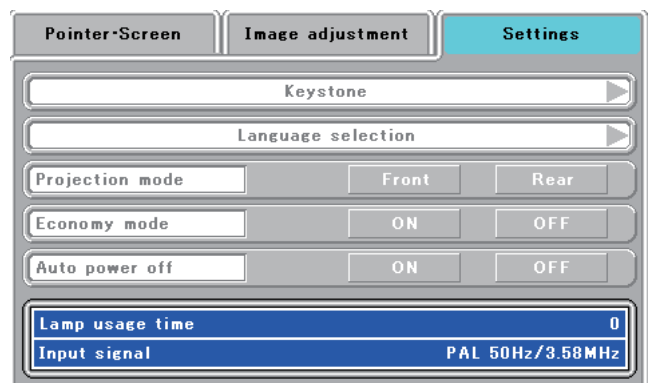 Pointer·Screen Image adjustment Settings
Keystone
Language selection
Projection mode Front Rear
Economy mode ON OFF
Auto power off ON OFF
Lamp usage time 0
Input signal PAL 50Hz/3.58MHz